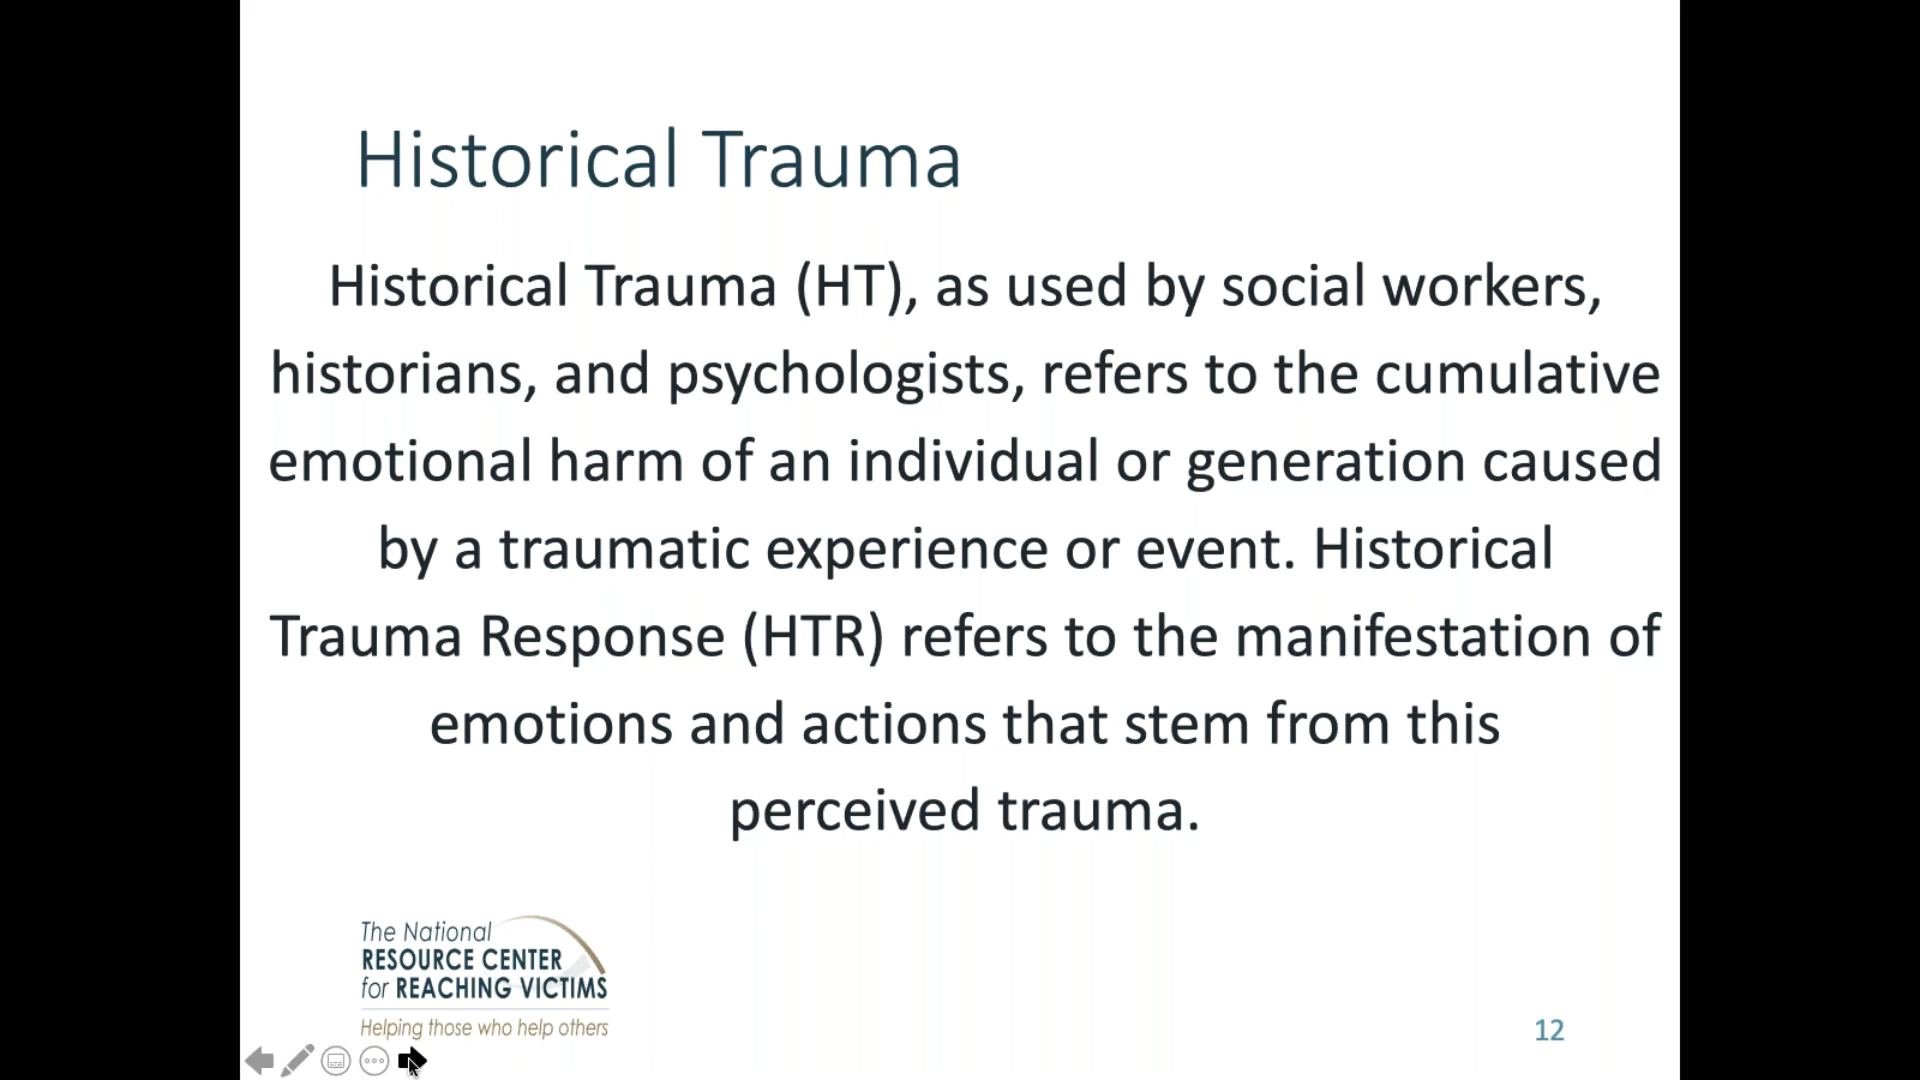 Historical Trauma
Historical Trauma (HT), as used by social workers,
historians, and psychologists, refers to the cumulative
emotional harm of an individual or generation caused
by a traumatic experience or event. Historical
Trauma Response (HTR) refers to the manifestation of
emotions and actions that stem from this
perceived trauma.
The National
RESOURCE CENTER
for REACHING VICTIMS
Helping those who help others
12